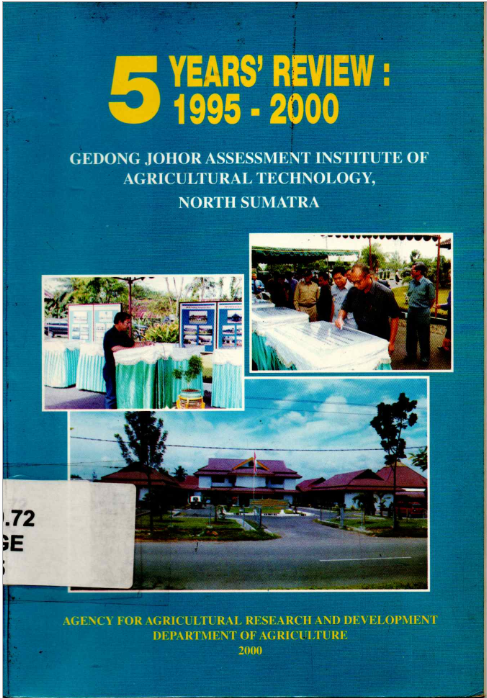 5 YEARS' REVIEW :
1995 - 2000
GEDONG JOHOR ASSESSMENT INSTITUTE OF
AGRICULTURAL TECHNOLOGY,
NORTH SUMATRA
.72
GE
AGENCY FOR AGRICULTURAL RESEARCH AND DEVELOPMENT
DEPARTMENT OF AGRICULTURE
2000